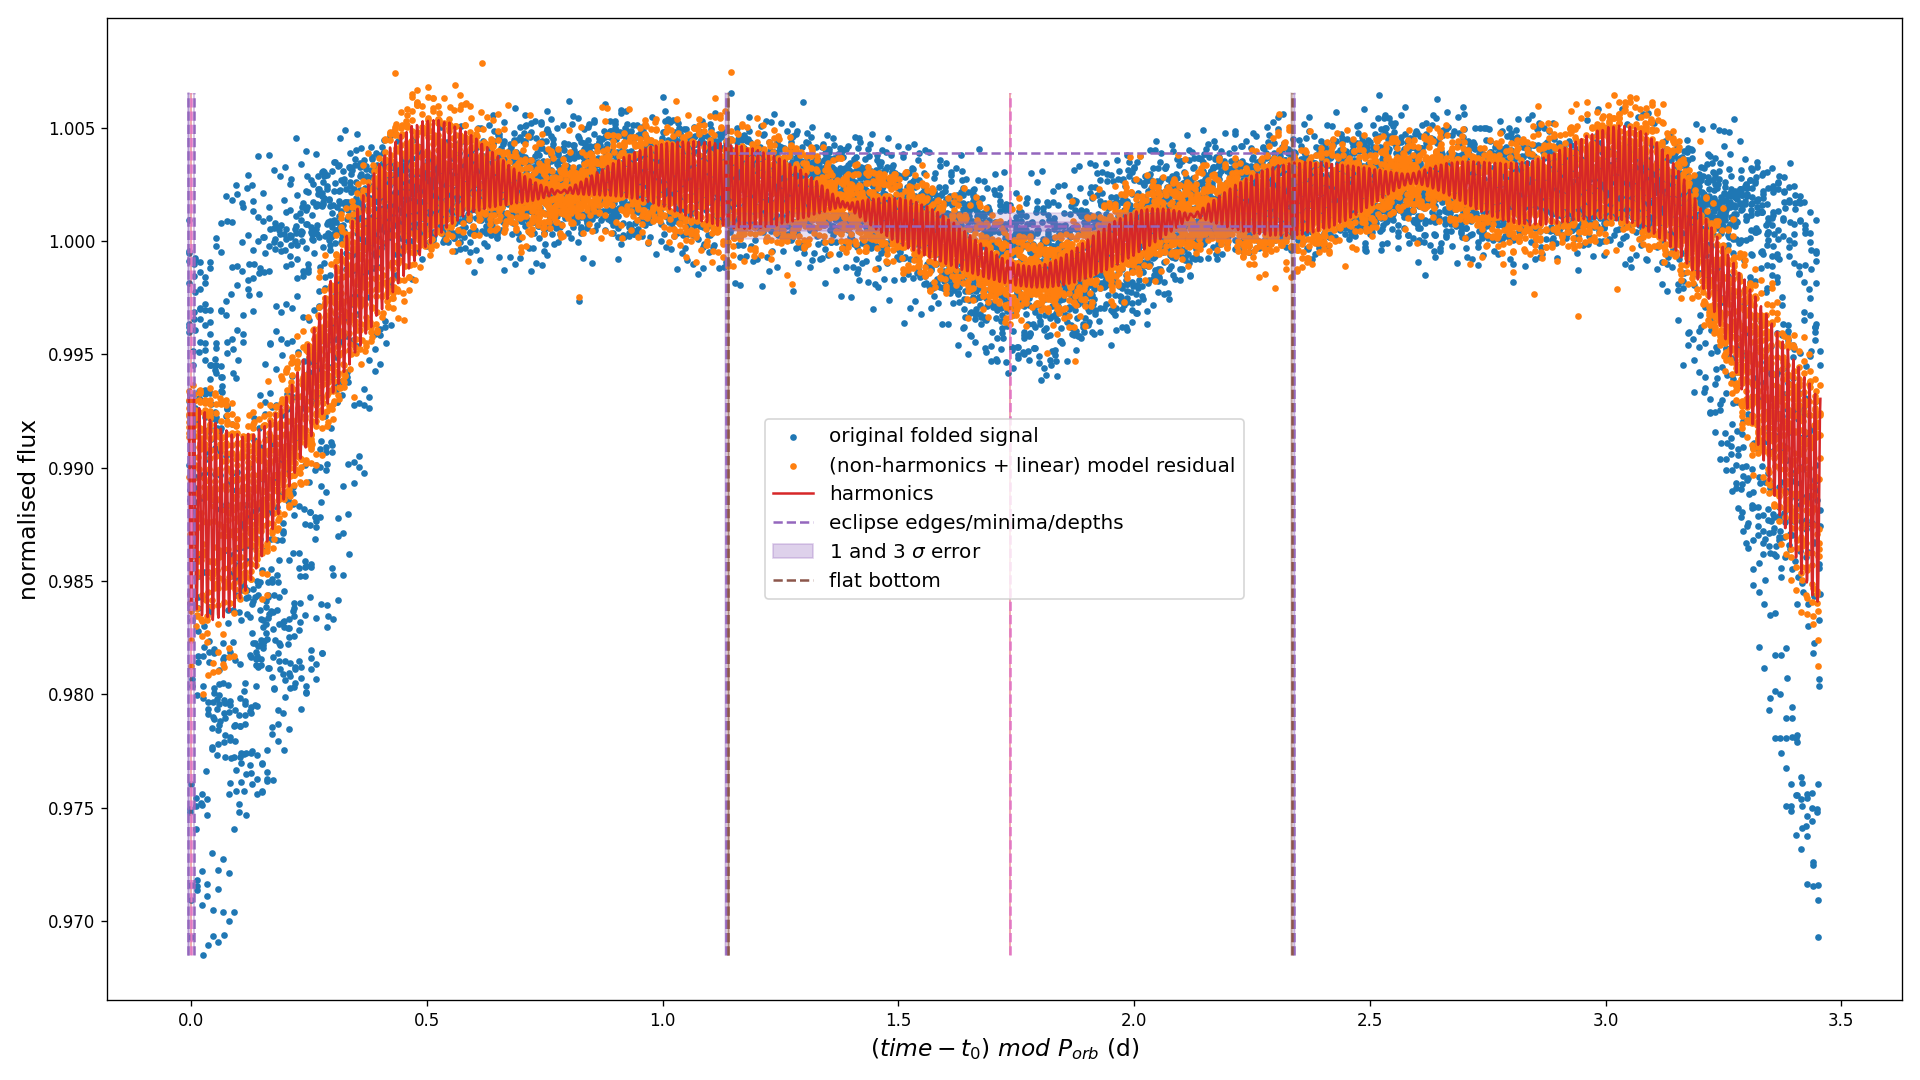 normalised flux
1.005
1.000
0.995
0.990
0.985
0.980
0.975
0.970
original folded signal
(non-harmonics + linear) model residual
harmonics
eclipse edges/minima/depths
1 and 3 σ error
flat bottom
0.0 0.5 1.0 1.5 2.0 2.5 3.0 3.5
(time − t₀) mod Pₒᵣb (d)